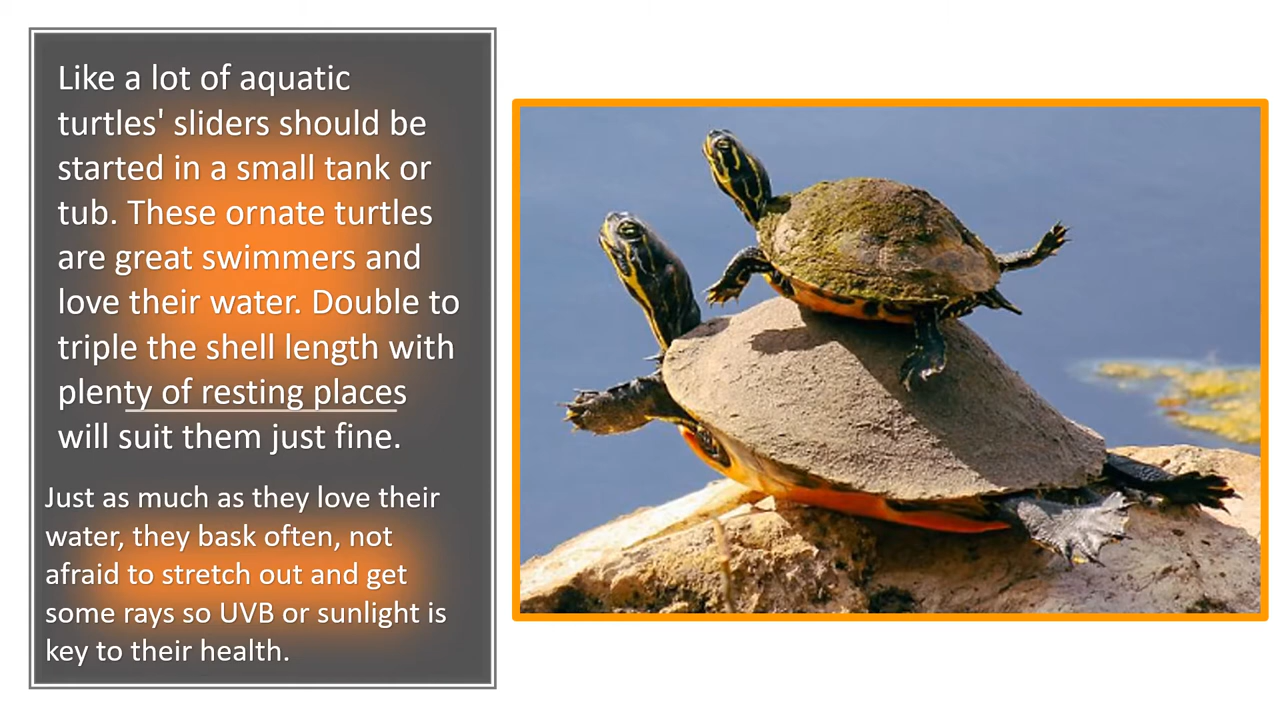 Like a lot of aquatic
turtles' sliders should be
started in a small tank or
tub. These ornate turtles
are great swimmers and
love their water. Double to
triple the shell length with
plenty of resting places
will suit them just fine.
Just as much as they love their
water, they bask often, not
afraid to stretch out and get
some rays so UVB or sunlight is
key to their health.